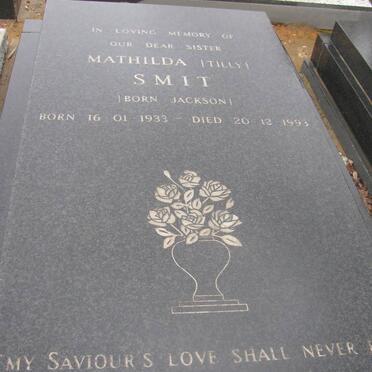 IN LOVING MEMORY OF
OUR DEAR SISTER
MATHILDA (TILLY)
SMIT
(BORN JACKSON)
BORN 16 01 1933 - DIED 20 12 1993
MY SAVIOUR'S LOVE SHALL NEVER